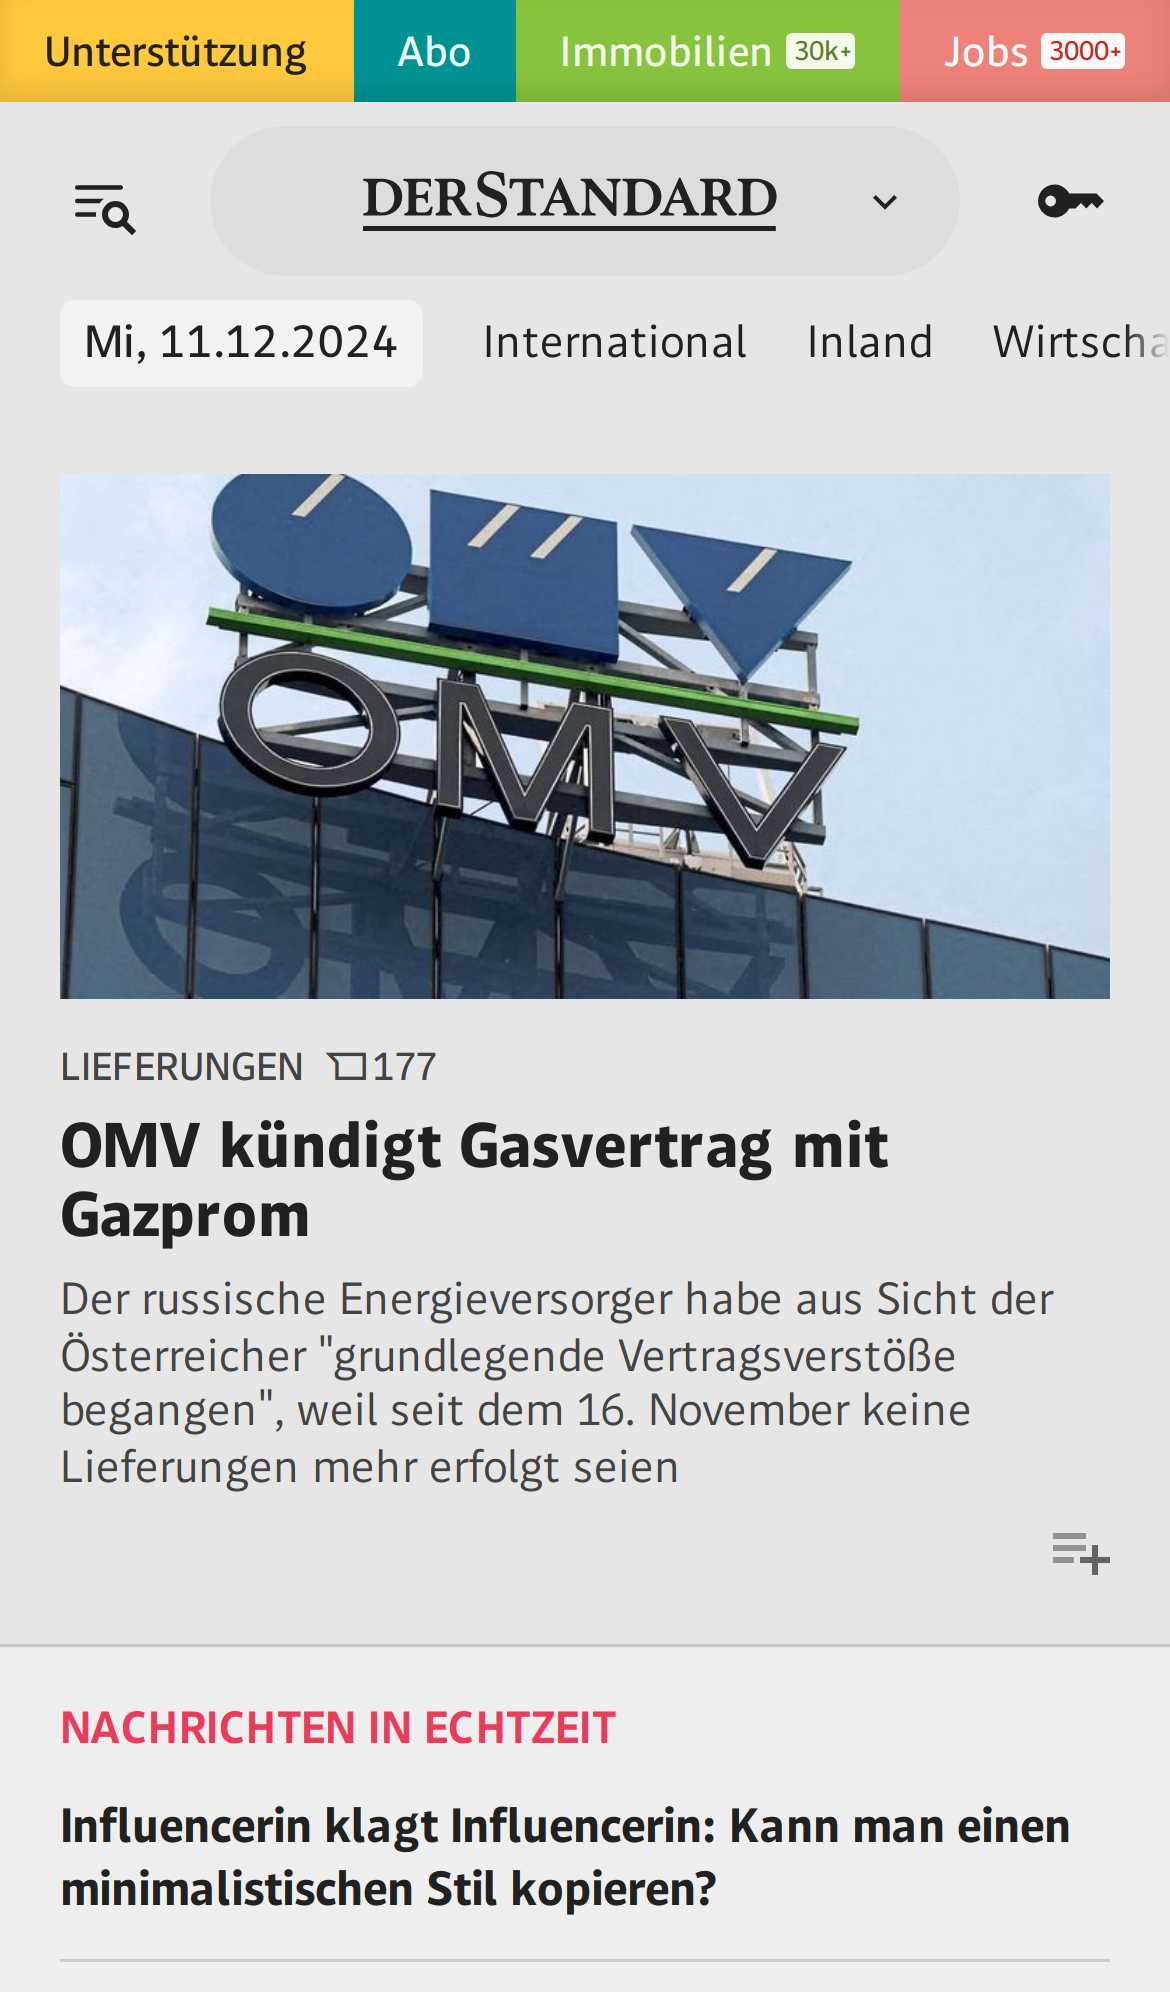 Unterstützung
Abo
Immobilien 30k+
Jobs 3000+
DERSTANDARD
Mi, 11.12.2024
International
Inland
Wirtscha
OMV
LIEFERUNGEN 177
OMV kündigt Gasvertrag mit
Gazprom
Der russische Energieversorger habe aus Sicht der
Österreicher "grundlegende Vertragsverstöße
begangen", weil seit dem 16. November keine
Lieferungen mehr erfolgt seien
NACHRICHTEN IN ECHTZEIT
Influencerin klagt Influencerin: Kann man einen
minimalistischen Stil kopieren?